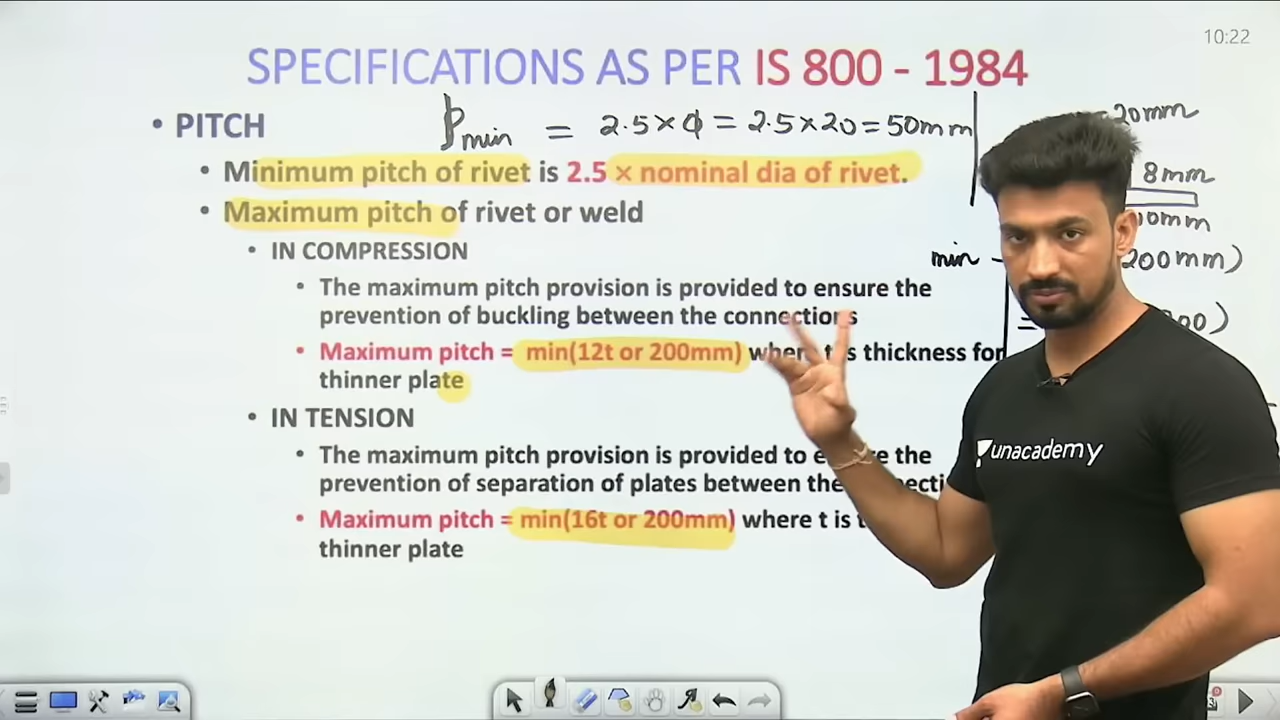 10:22
SPECIFICATIONS AS PER IS 800 - 1984
• PITCH
Pmin = 2.5×ϕ = 2.5×20 = 50mm
20mm
• Minimum pitch of rivet is 2.5 × nominal dia of rivet.
8mm
• Maximum pitch of rivet or weld
• IN COMPRESSION
min
200mm)
• The maximum pitch provision is provided to ensure the
prevention of buckling between the connections
• Maximum pitch = min(12t or 200mm) where t is thickness for
thinner plate
• IN TENSION
• The maximum pitch provision is provided to the
prevention of separation of plates between the
• Maximum pitch = min(16t or 200mm) where t is
thinner plate
unacademy